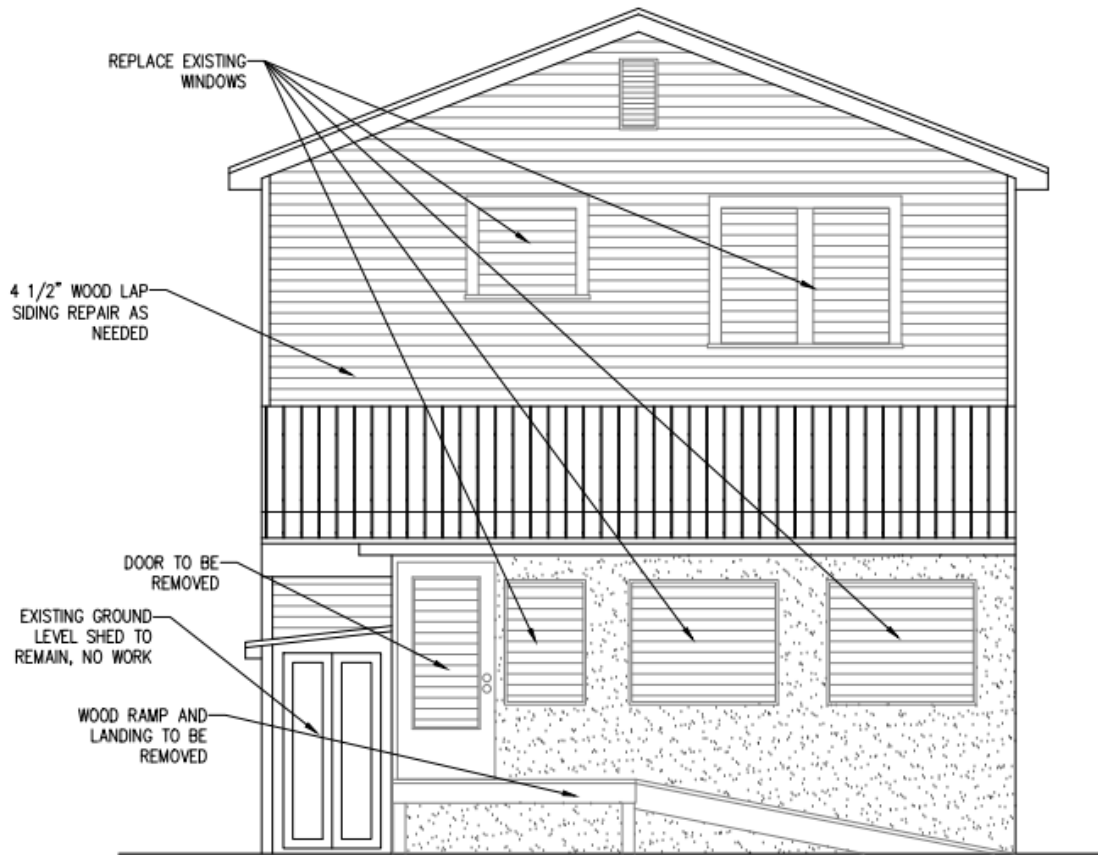 REPLACE EXISTING
WINDOWS
4 1/2" WOOD LAP
SIDING REPAIR AS
NEEDED
DOOR TO BE
REMOVED
EXISTING GROUND
LEVEL SHED TO
REMAIN, NO WORK
WOOD RAMP AND
LANDING TO BE
REMOVED